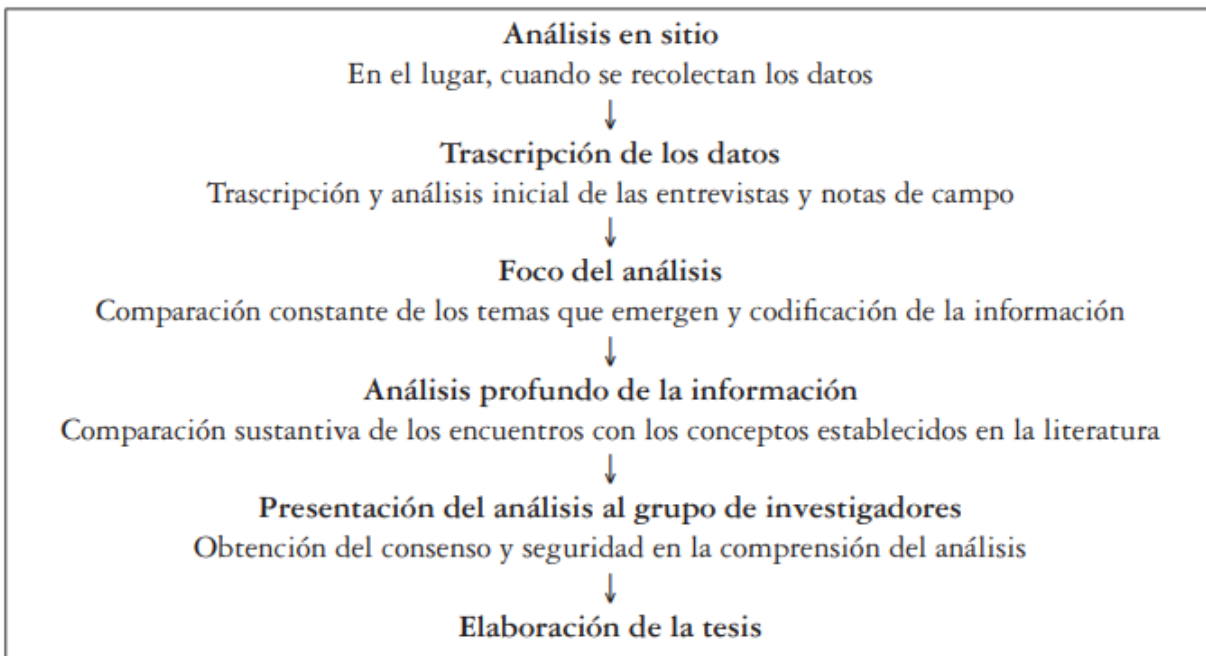 Análisis en sitio
En el lugar, cuando se recolectan los datos
↓
Trascripción de los datos
Trascripción y análisis inicial de las entrevistas y notas de campo
↓
Foco del análisis
Comparación constante de los temas que emergen y codificación de la información
↓
Análisis profundo de la información
Comparación sustantiva de los encuentros con los conceptos establecidos en la literatura
↓
Presentación del análisis al grupo de investigadores
Obtención del consenso y seguridad en la comprensión del análisis
↓
Elaboración de la tesis